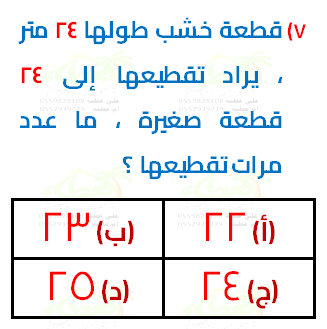 ٧) قطعة خشب طولها ٢٤ متر
، يراد تقطيعها إلى ٢٤
قطعة صغيرة ، ما عدد
مرات تقطيعها ؟
(أ) ٢٢ (ب) ٢٣
(ج) ٢٤ (د) ٢٥